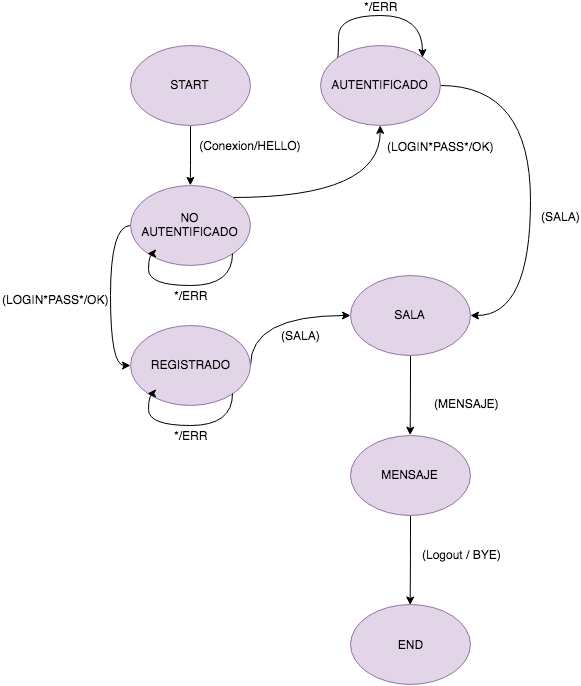 */ERR
START
AUTENTIFICADO
(Conexion/HELLO)
(LOGIN*PASS*/OK)
NO
AUTENTIFICADO
(SALA)
*/ERR
(LOGIN*PASS*/OK)
SALA
(SALA)
REGISTRADO
(MENSAJE)
*/ERR
MENSAJE
(Logout / BYE)
END